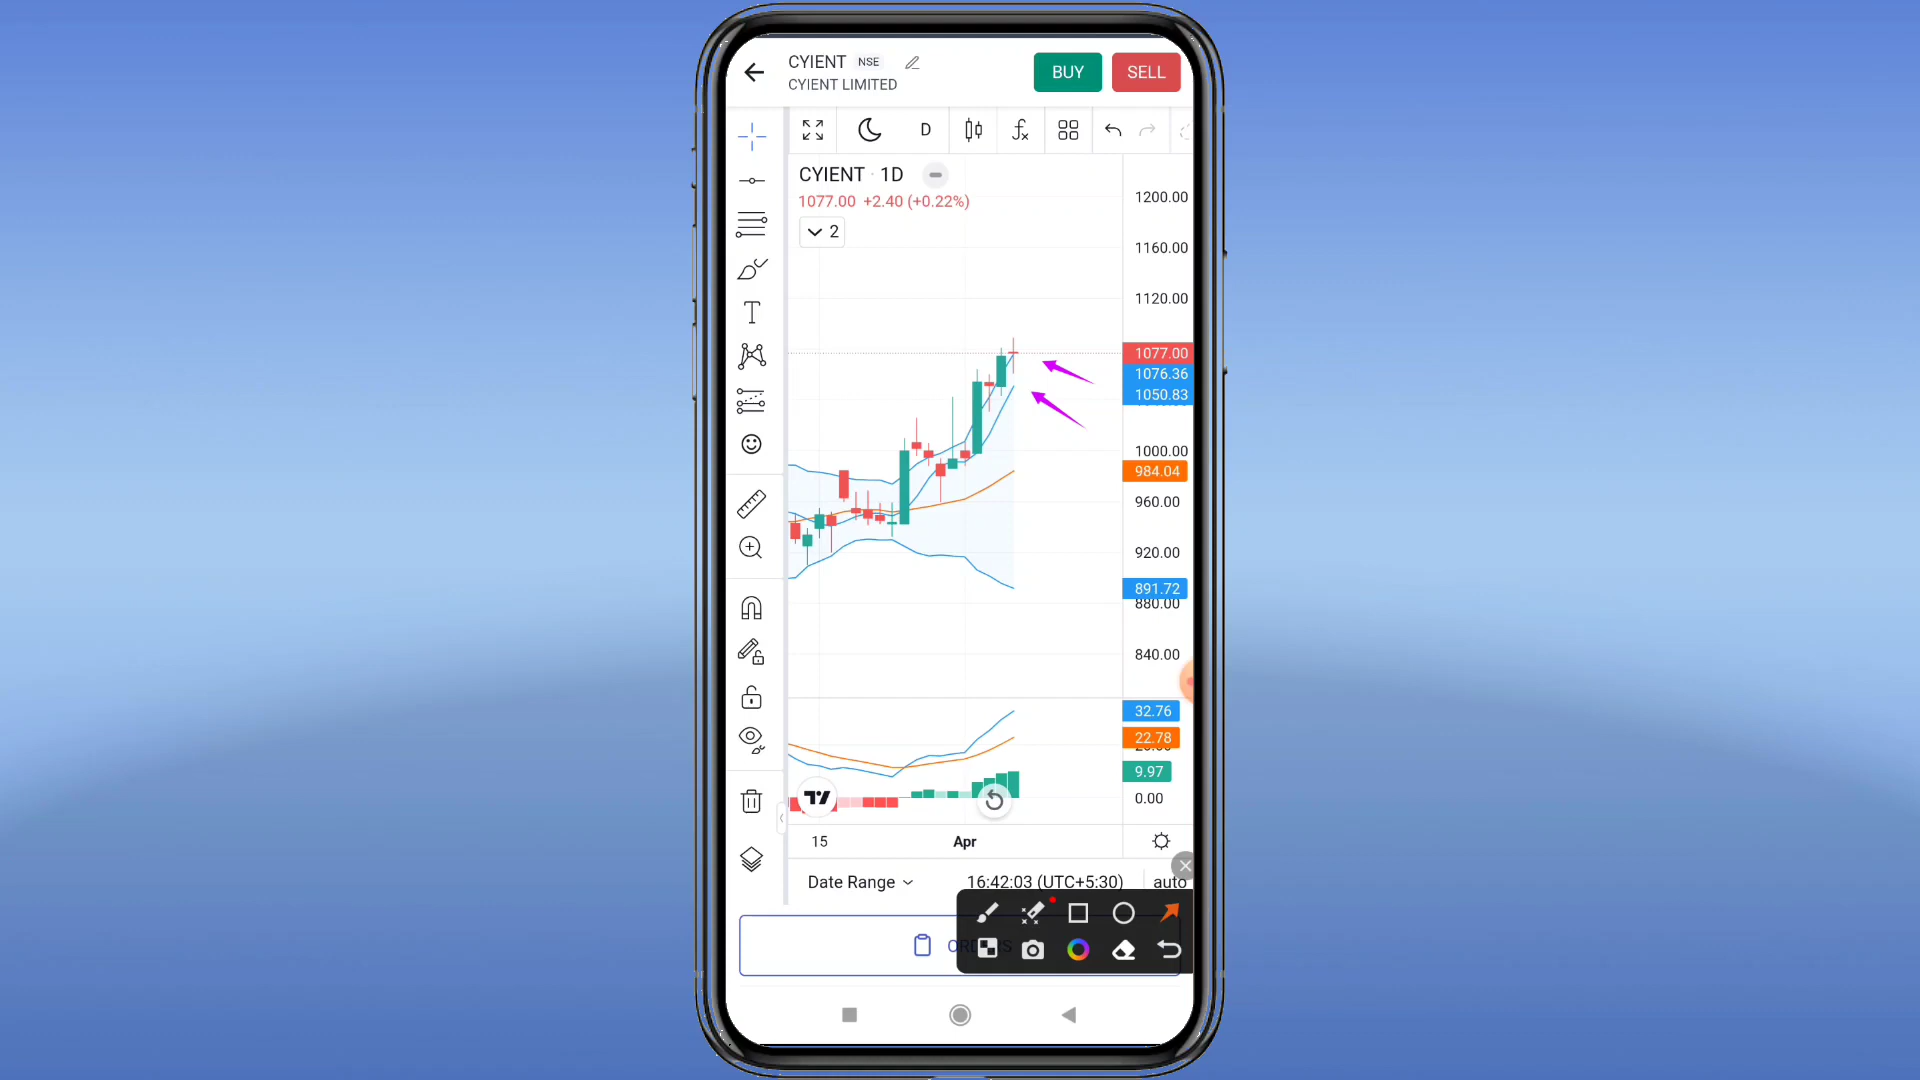 CYIENT NSE
CYIENT LIMITED
BUY
SELL
D
CYIENT · 1D
1077.00 +2.40 (+0.22%)
2
1200.00
1160.00
1120.00
1077.00
1076.36
1050.83
1000.00
984.04
960.00
920.00
891.72
880.00
840.00
32.76
22.78
9.97
0.00
15
Apr
Date Range
16:42:03 (UTC+5:30)
auto